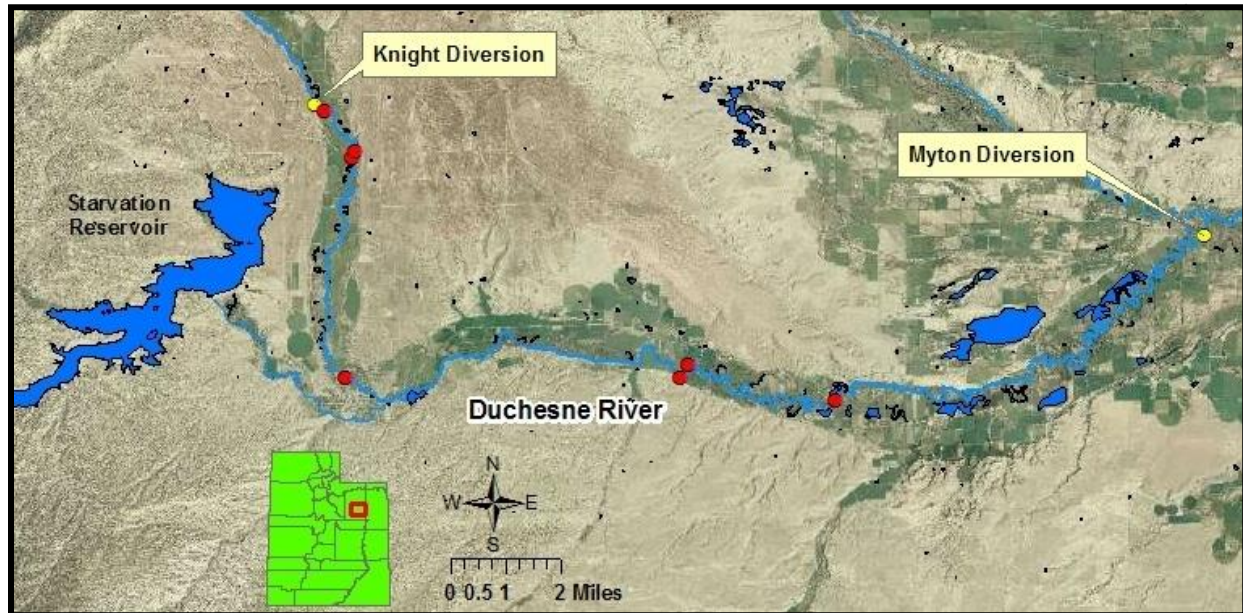 Knight Diversion
Myton Diversion
Starvation
Reservoir
Duchesne River
N
W
E
S
0 0.5 1 2 Miles